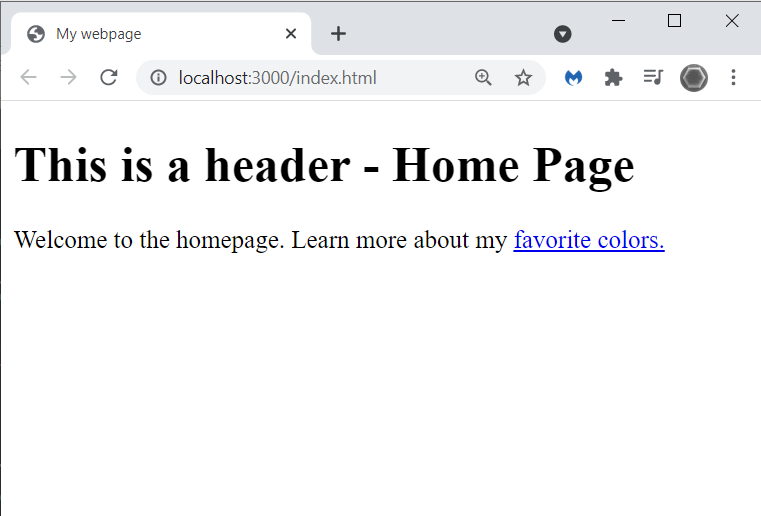 My webpage
localhost:3000/index.html
This is a header - Home Page
Welcome to the homepage. Learn more about my favorite colors.